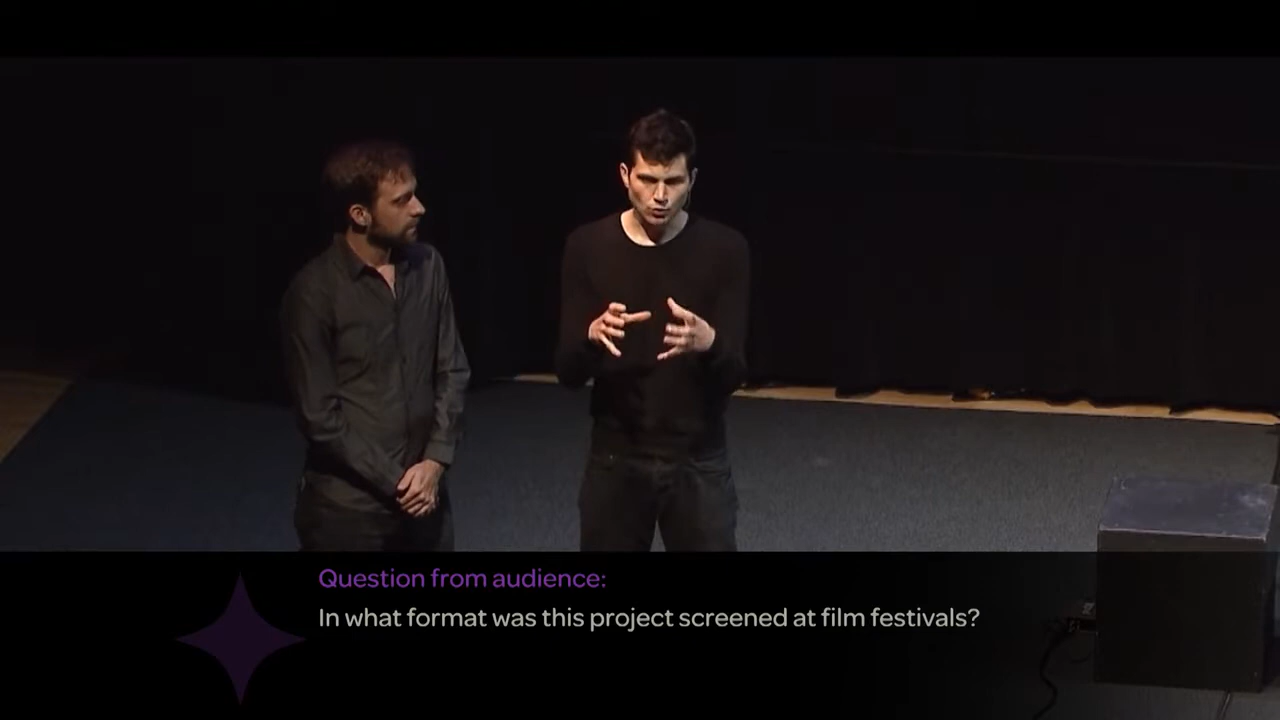 Question from audience:
In what format was this project screened at film festivals?